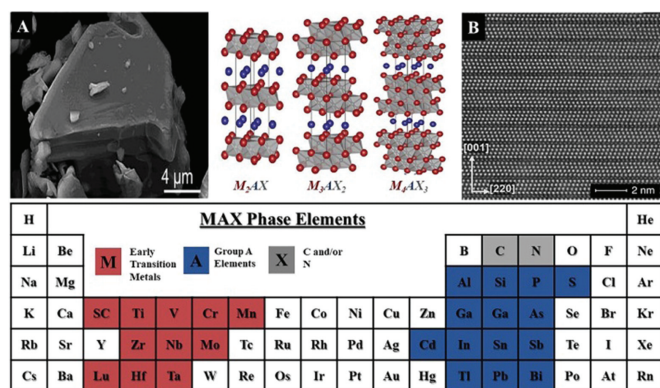 A
4 μm
M₂AX
M₃AX₂
M₄AX₃
B
[001]
[220]
2 nm
H
MAX Phase Elements
He
Li Be
M Early Transition Metals
A Group A Elements
X C and/or N
B C N O F Ne
Na Mg
Al Si P S Cl Ar
K Ca SC Ti V Cr Mn Fe Co Ni Cu Zn Ga Ga As Se Br Kr
Rb Sr Y Zr Nb Mo Tc Ru Rh Pd Ag Cd In Sn Sb Te I Xe
Cs Ba Lu Hf Ta W Re Os Ir Pt Au Hg Tl Pb Bi Po At Rn